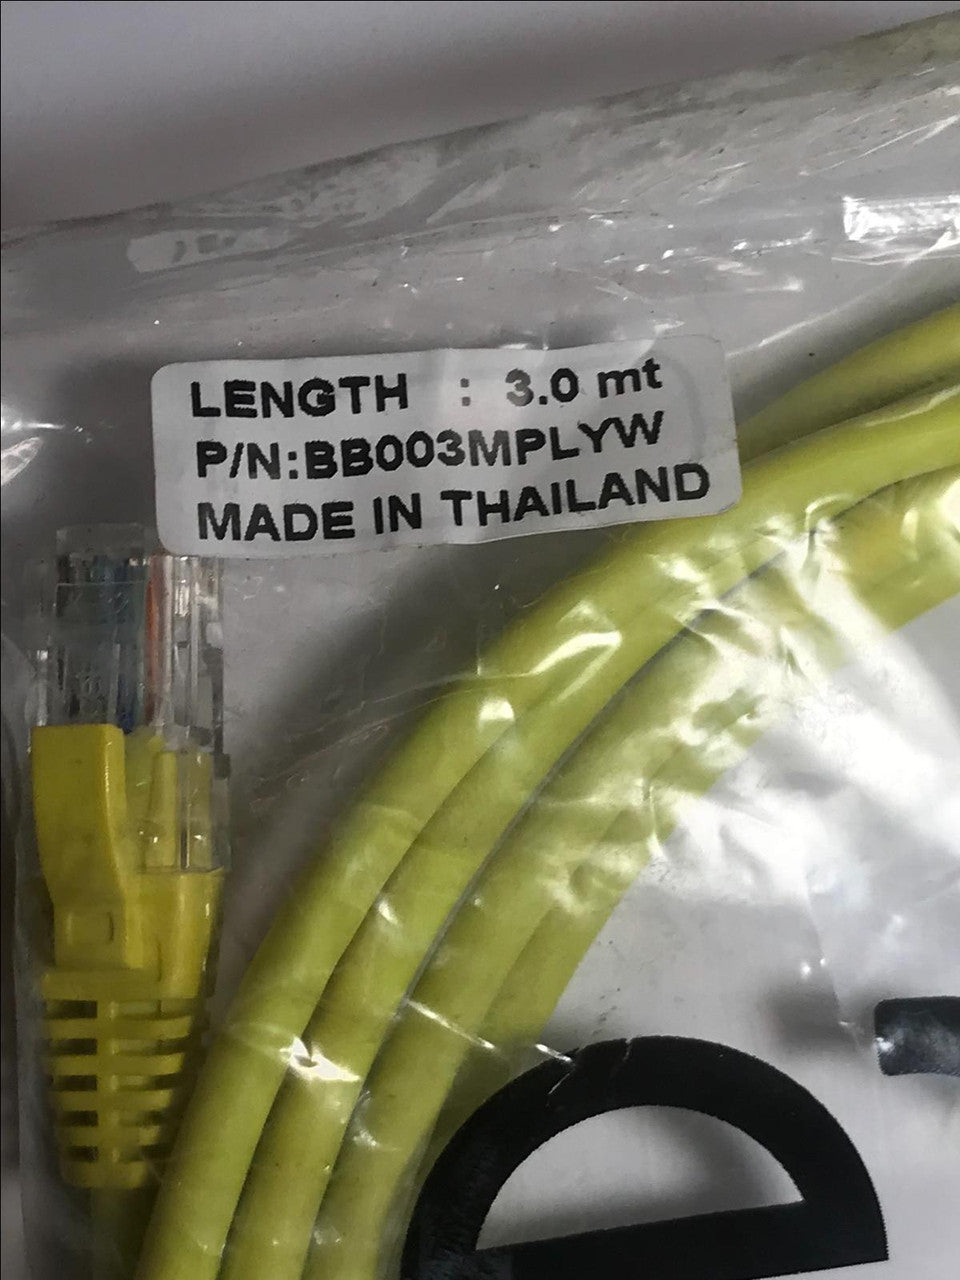 LENGTH : 3.0 mt
P/N:BB003MPLYW
MADE IN THAILAND
e